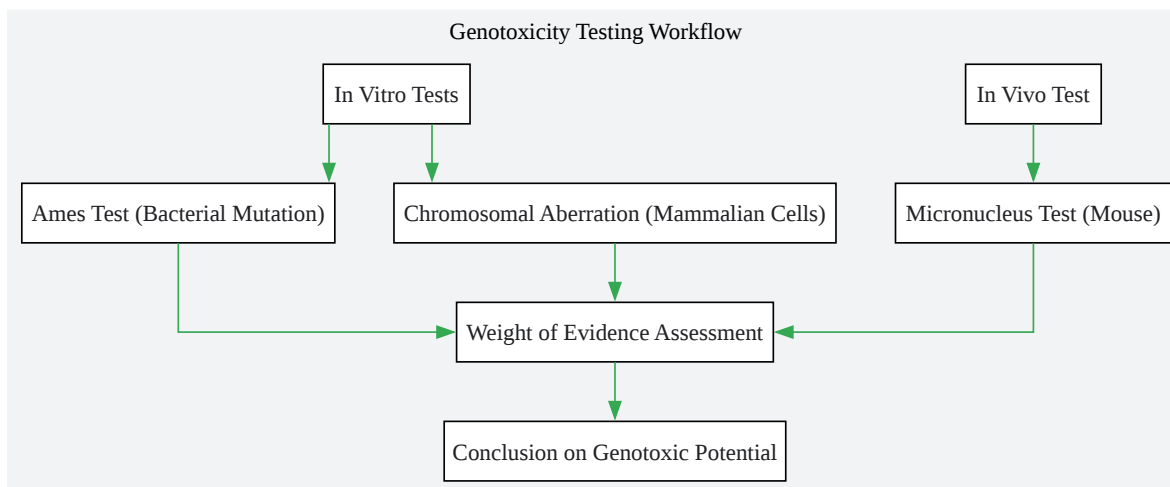 Genotoxicity Testing Workflow
In Vitro Tests
In Vivo Test
Ames Test (Bacterial Mutation)
Chromosomal Aberration (Mammalian Cells)
Micronucleus Test (Mouse)
Weight of Evidence Assessment
Conclusion on Genotoxic Potential